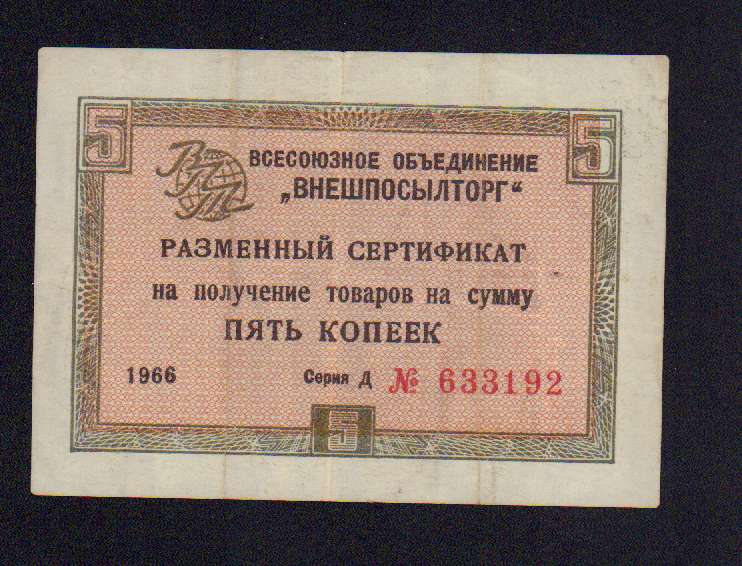 5 5
ВПТ
ВСЕСОЮЗНОЕ ОБЪЕДИНЕНИЕ
„ВНЕШПОСЫЛТОРГ“
РАЗМЕННЫЙ СЕРТИФИКАТ
на получение товаров на сумму
ПЯТЬ КОПЕЕК
1966 Серия Д № 633192
5